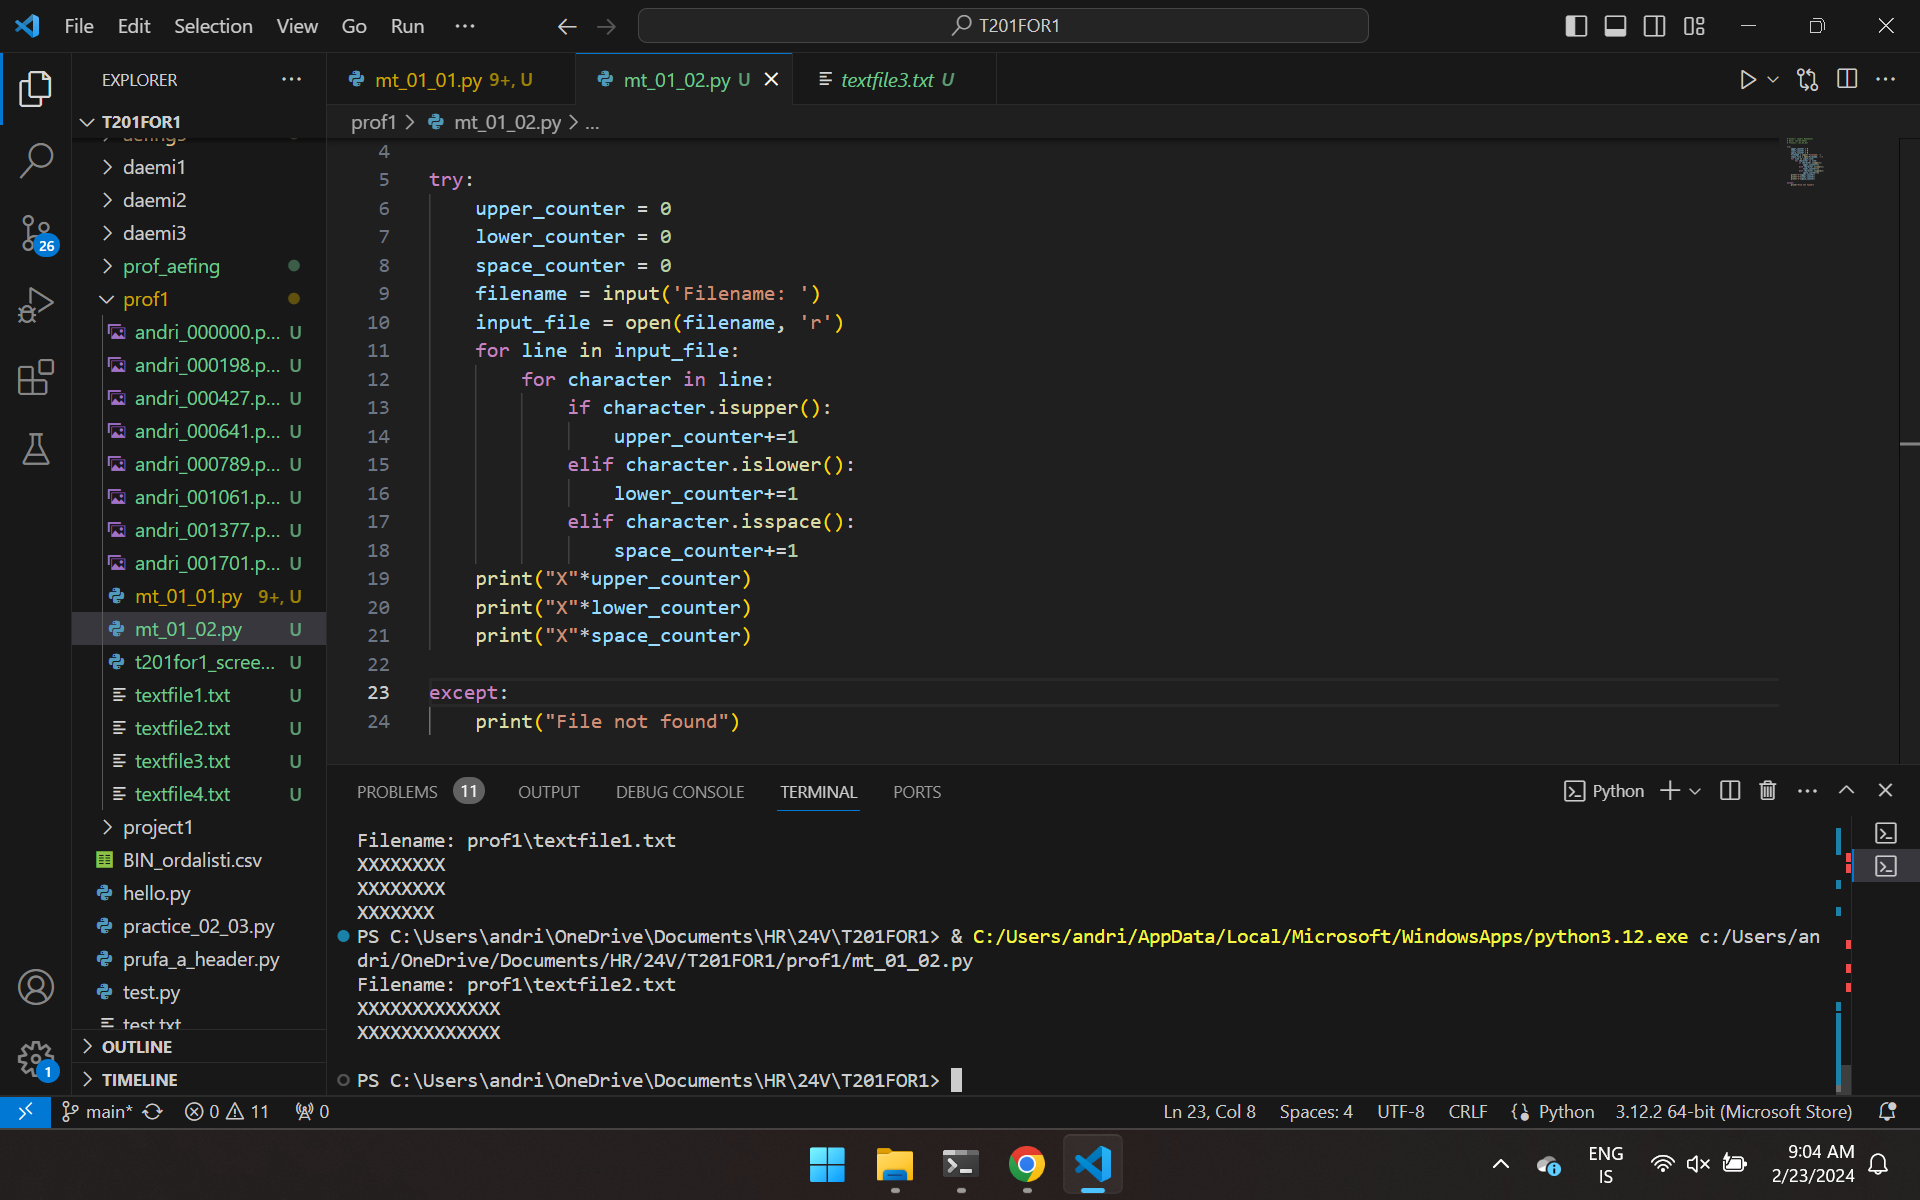 File Edit Selection View Go Run ··· T201FOR1
EXPLORER
mt_01_01.py 9+, U
mt_01_02.py U
textfile3.txt U
T201FOR1
prof1 > mt_01_02.py > ...
daemi1
daemi2
daemi3
prof_aefing
prof1
andri_000000.p... U
andri_000198.p... U
andri_000427.p... U
andri_000641.p... U
andri_000789.p... U
andri_001061.p... U
andri_001377.p... U
andri_001701.p... U
mt_01_01.py 9+, U
mt_01_02.py U
t201for1_scree... U
textfile1.txt U
textfile2.txt U
textfile3.txt U
textfile4.txt U
project1
BIN_ordalisti.csv
hello.py
practice_02_03.py
prufa_a_header.py
test.py
test.txt
OUTLINE
TIMELINE
26
1
4
5 try:
6 upper_counter = 0
7 lower_counter = 0
8 space_counter = 0
9 filename = input('Filename: ')
10 input_file = open(filename, 'r')
11 for line in input_file:
12 for character in line:
13 if character.isupper():
14 upper_counter+=1
15 elif character.islower():
16 lower_counter+=1
17 elif character.isspace():
18 space_counter+=1
19 print("X"*upper_counter)
20 print("X"*lower_counter)
21 print("X"*space_counter)
22
23 except:
24 print("File not found")
PROBLEMS 11 OUTPUT DEBUG CONSOLE TERMINAL PORTS
Python
Filename: prof1\textfile1.txt
XXXXXXXX
XXXXXXXX
XXXXXXX
PS C:\Users\andri\OneDrive\Documents\HR\24V\T201FOR1> & C:/Users/andri/AppData/Local/Microsoft/WindowsApps/python3.12.exe c:/Users/an
dri/OneDrive/Documents/HR/24V/T201FOR1/prof1/mt_01_02.py
Filename: prof1\textfile2.txt
XXXXXXXXXXXXX
XXXXXXXXXXXXX
PS C:\Users\andri\OneDrive\Documents\HR\24V\T201FOR1>
main* 0 11 0 Ln 23, Col 8 Spaces: 4 UTF-8 CRLF Python 3.12.2 64-bit (Microsoft Store)
ENG
IS
9:04 AM
2/23/2024